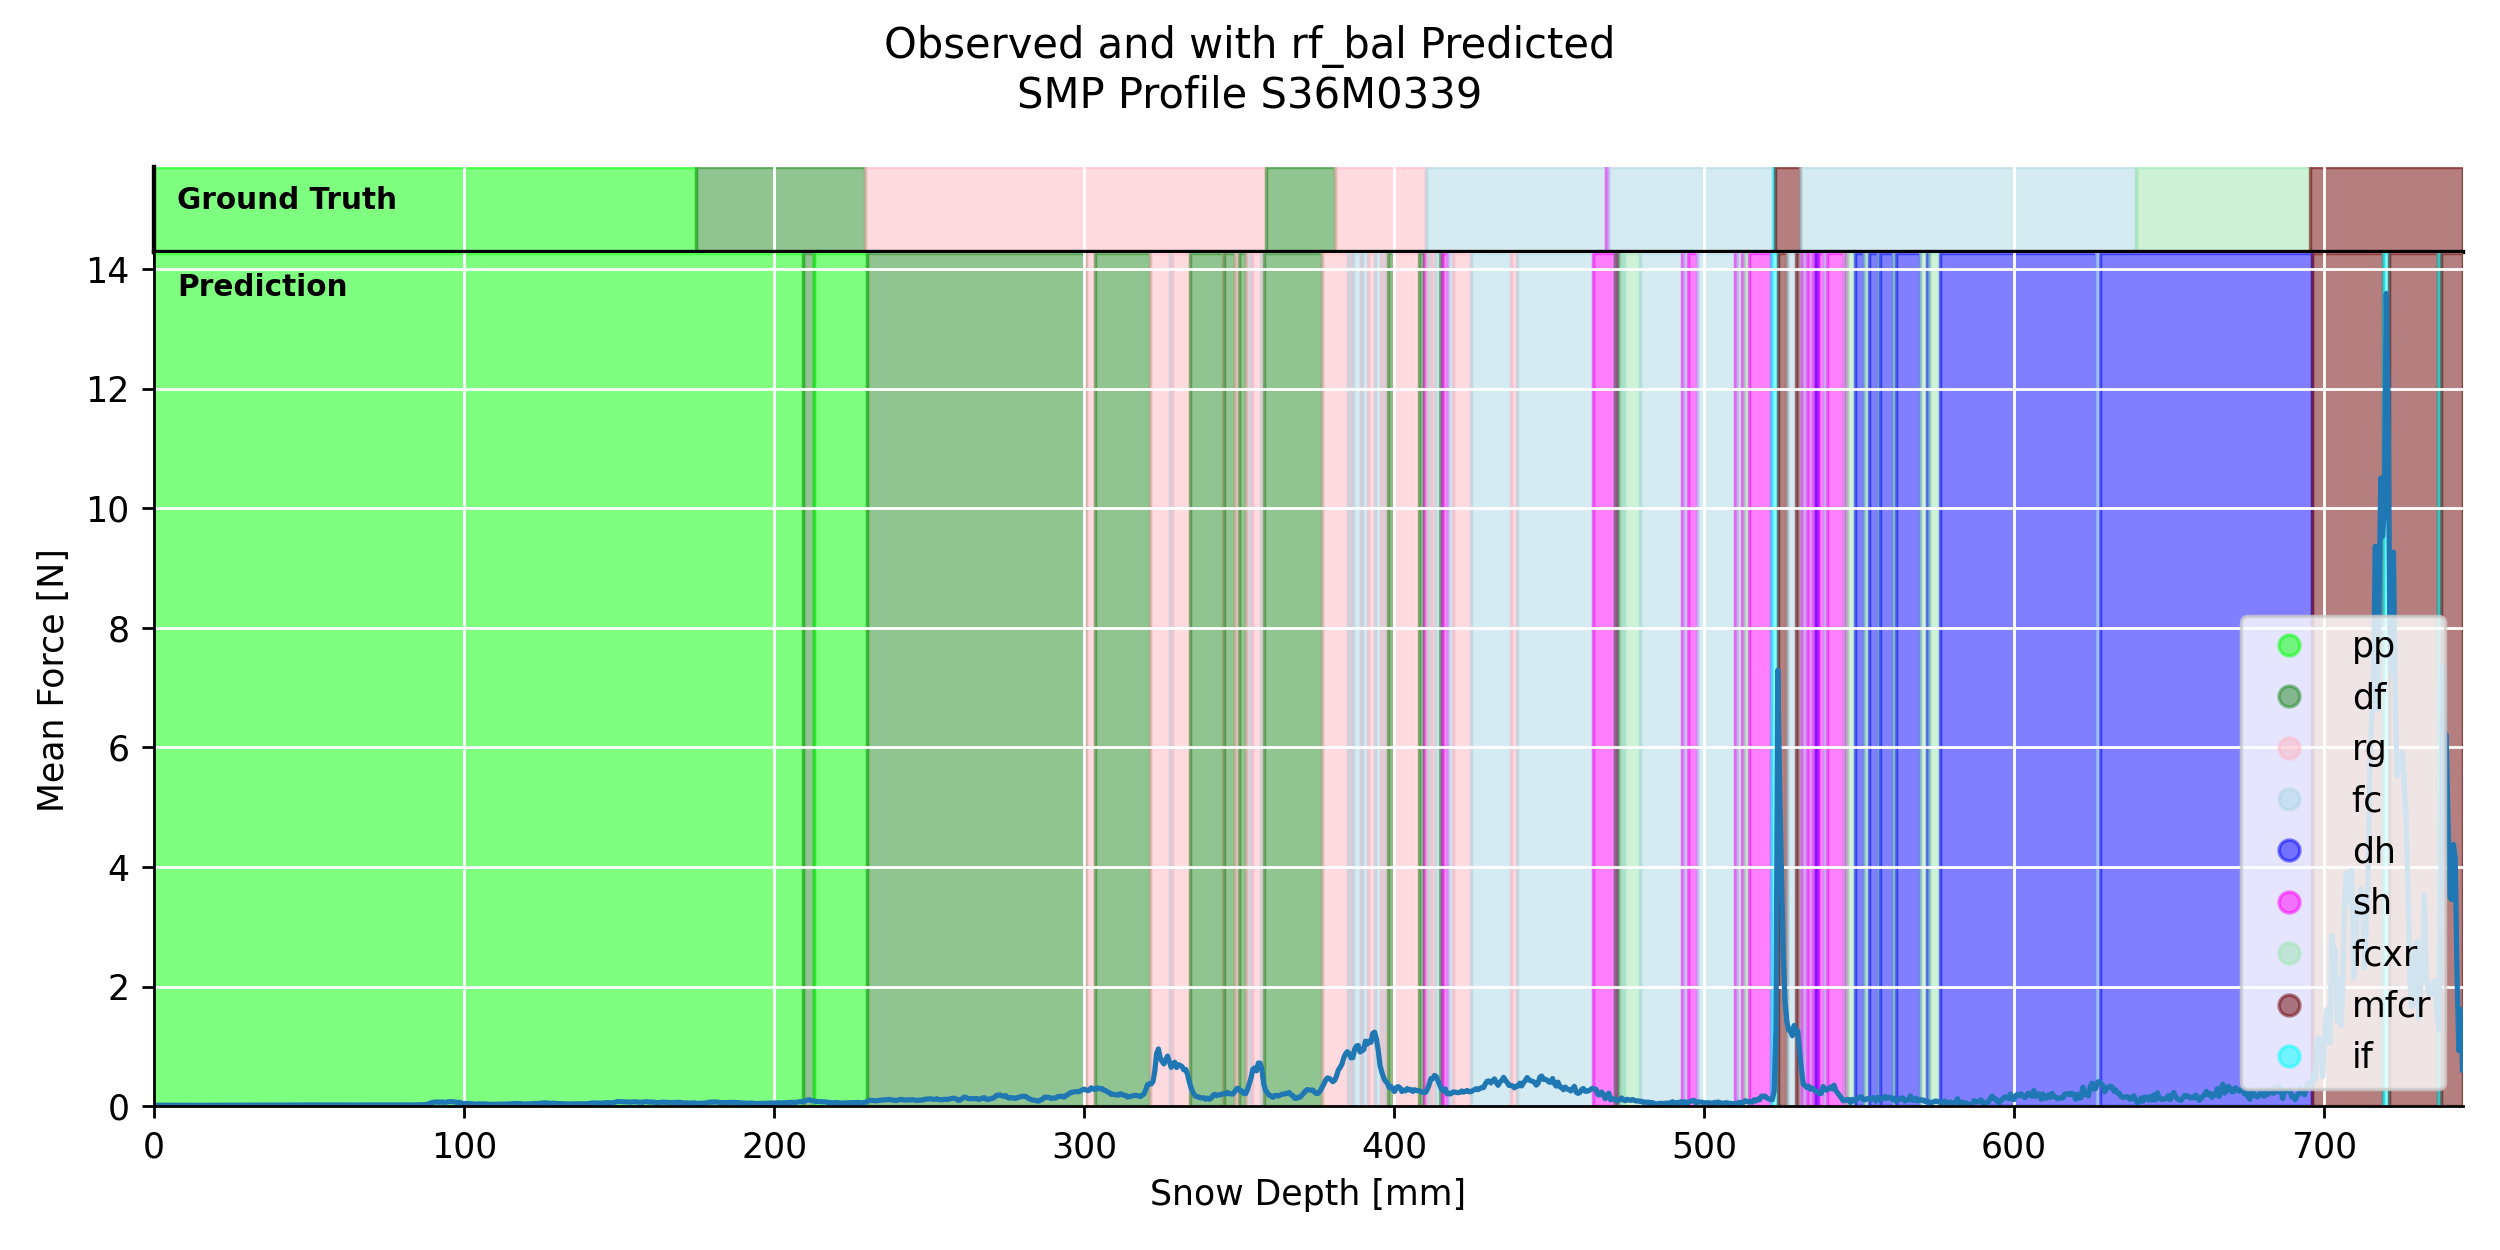 Observed and with rf_bal Predicted
SMP Profile S36M0339
Ground Truth
Prediction
14
12
10
8
6
4
2
0
Mean Force [N]
0
100
200
300
400
500
600
700
Snow Depth [mm]
pp
df
rg
fc
dh
sh
fcxr
mfcr
if